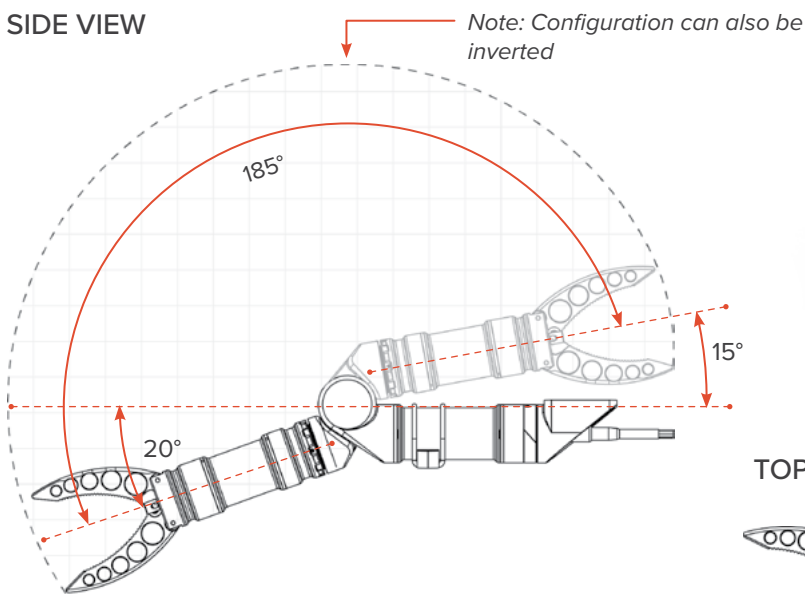 SIDE VIEW
Note: Configuration can also be
inverted
185°
15°
20°
TOP